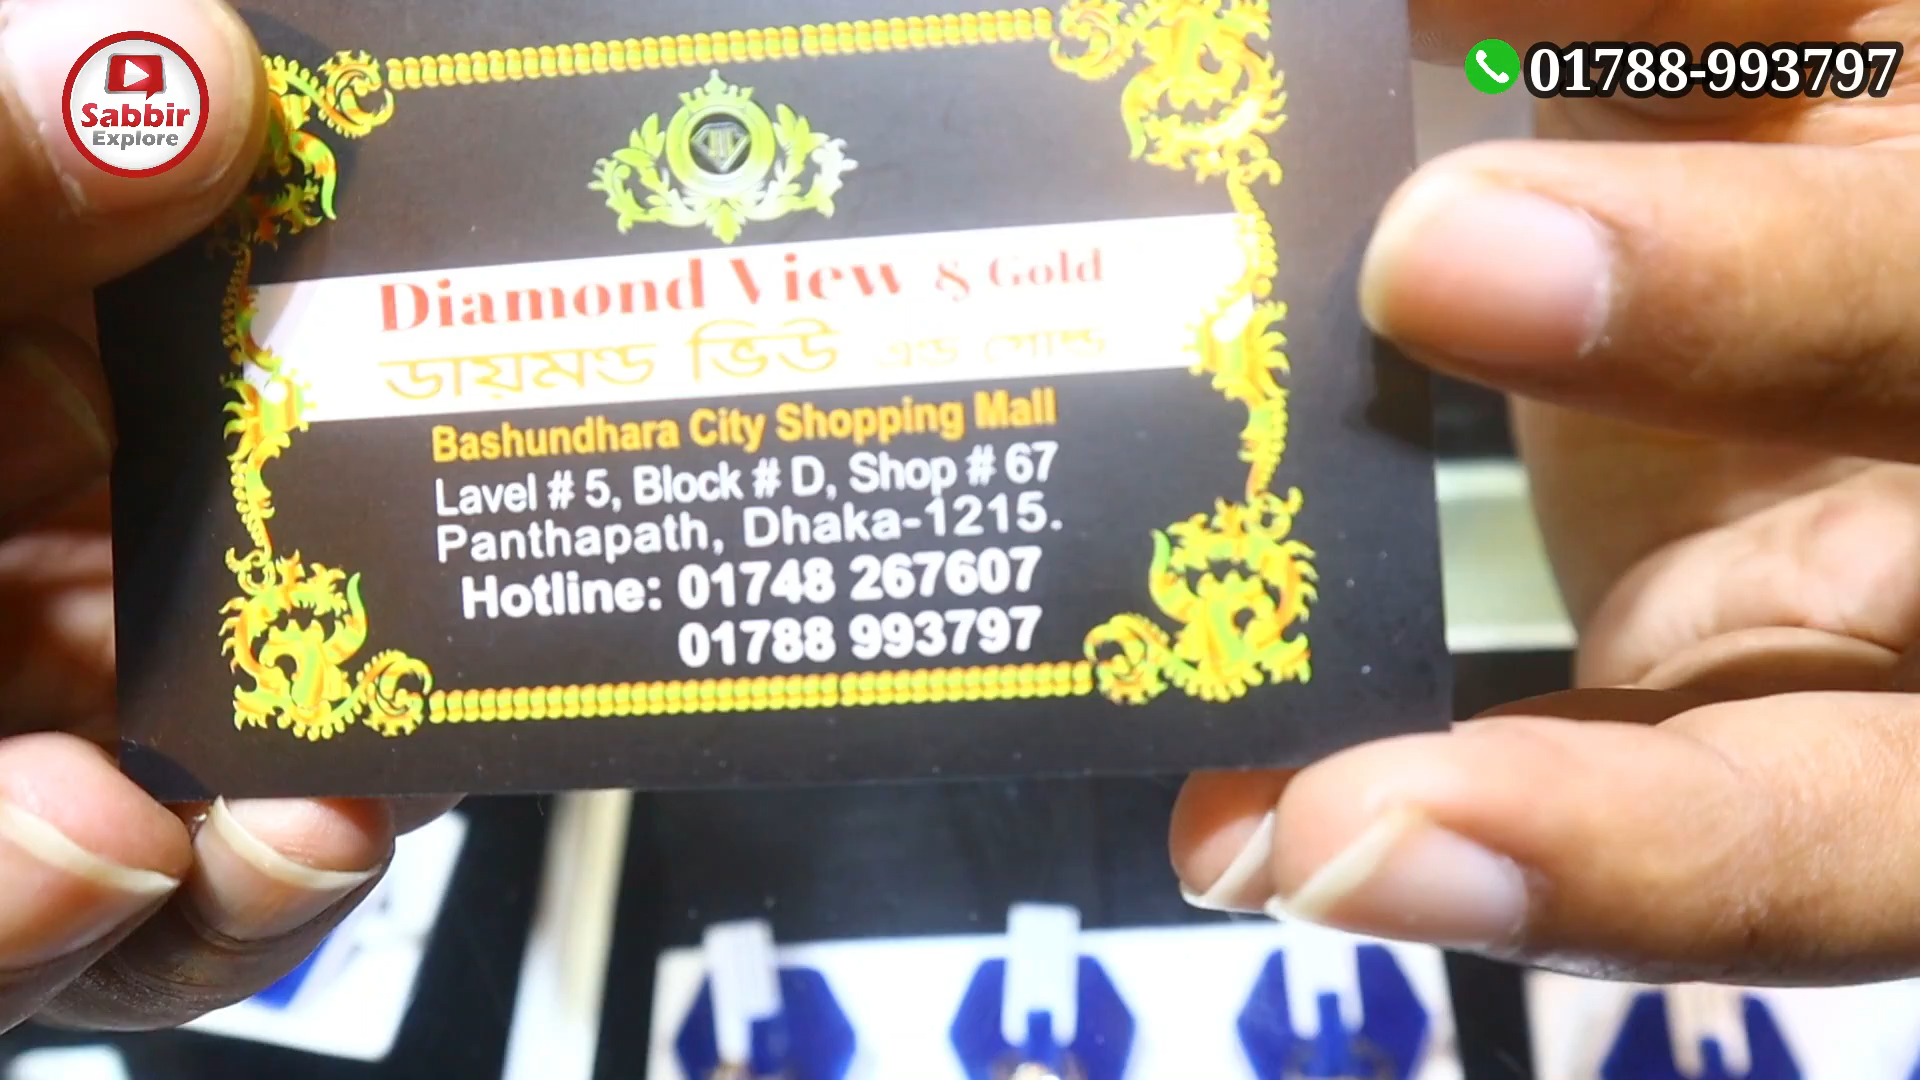 Sabbir
Explore
01788-993797
Diamond View & Gold
ডায়মন্ড ভিউ এন্ড গোল্ড
Bashundhara City Shopping Mall
Lavel # 5, Block # D, Shop # 67
Panthapath, Dhaka-1215.
Hotline: 01748 267607
01788 993797